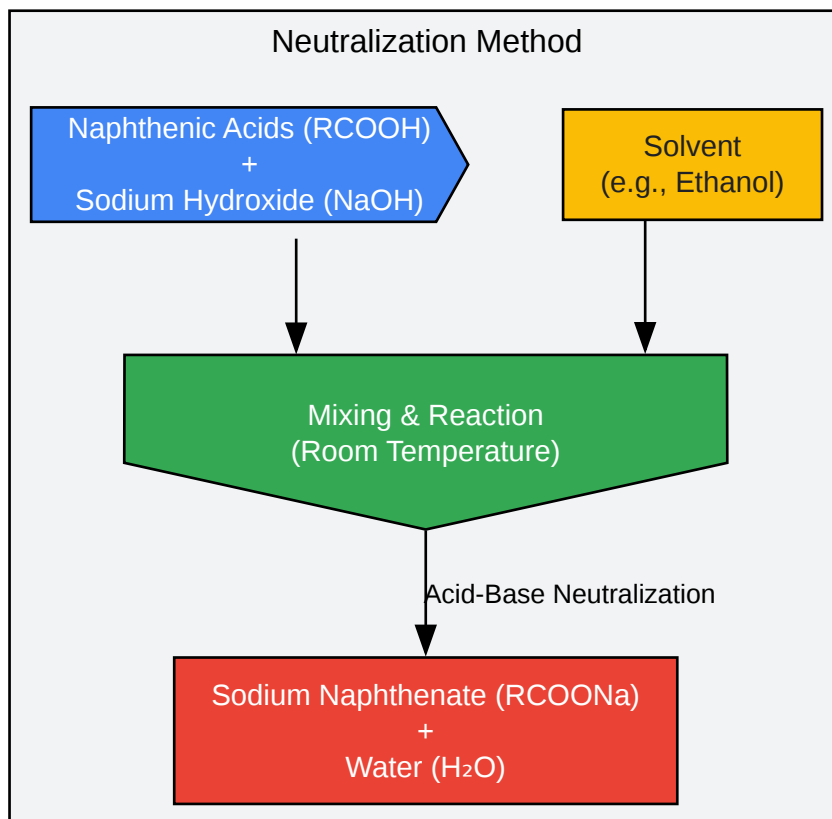 Neutralization Method
Naphthenic Acids (RCOOH)
+
Sodium Hydroxide (NaOH)
Solvent
(e.g., Ethanol)
Mixing & Reaction
(Room Temperature)
Acid-Base Neutralization
Sodium Naphthenate (RCOONa)
+
Water (H₂O)